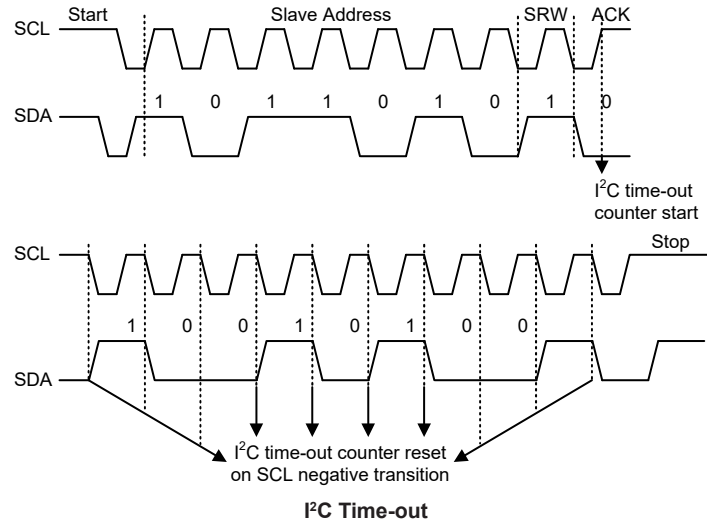 Start Slave Address SRW ACK
SCL
1 0 1 1 0 1 0 1 0
SDA
I²C time-out
counter start
Stop
SCL
1 0 0 1 0 1 0 0
SDA
I²C time-out counter reset
on SCL negative transition
I²C Time-out